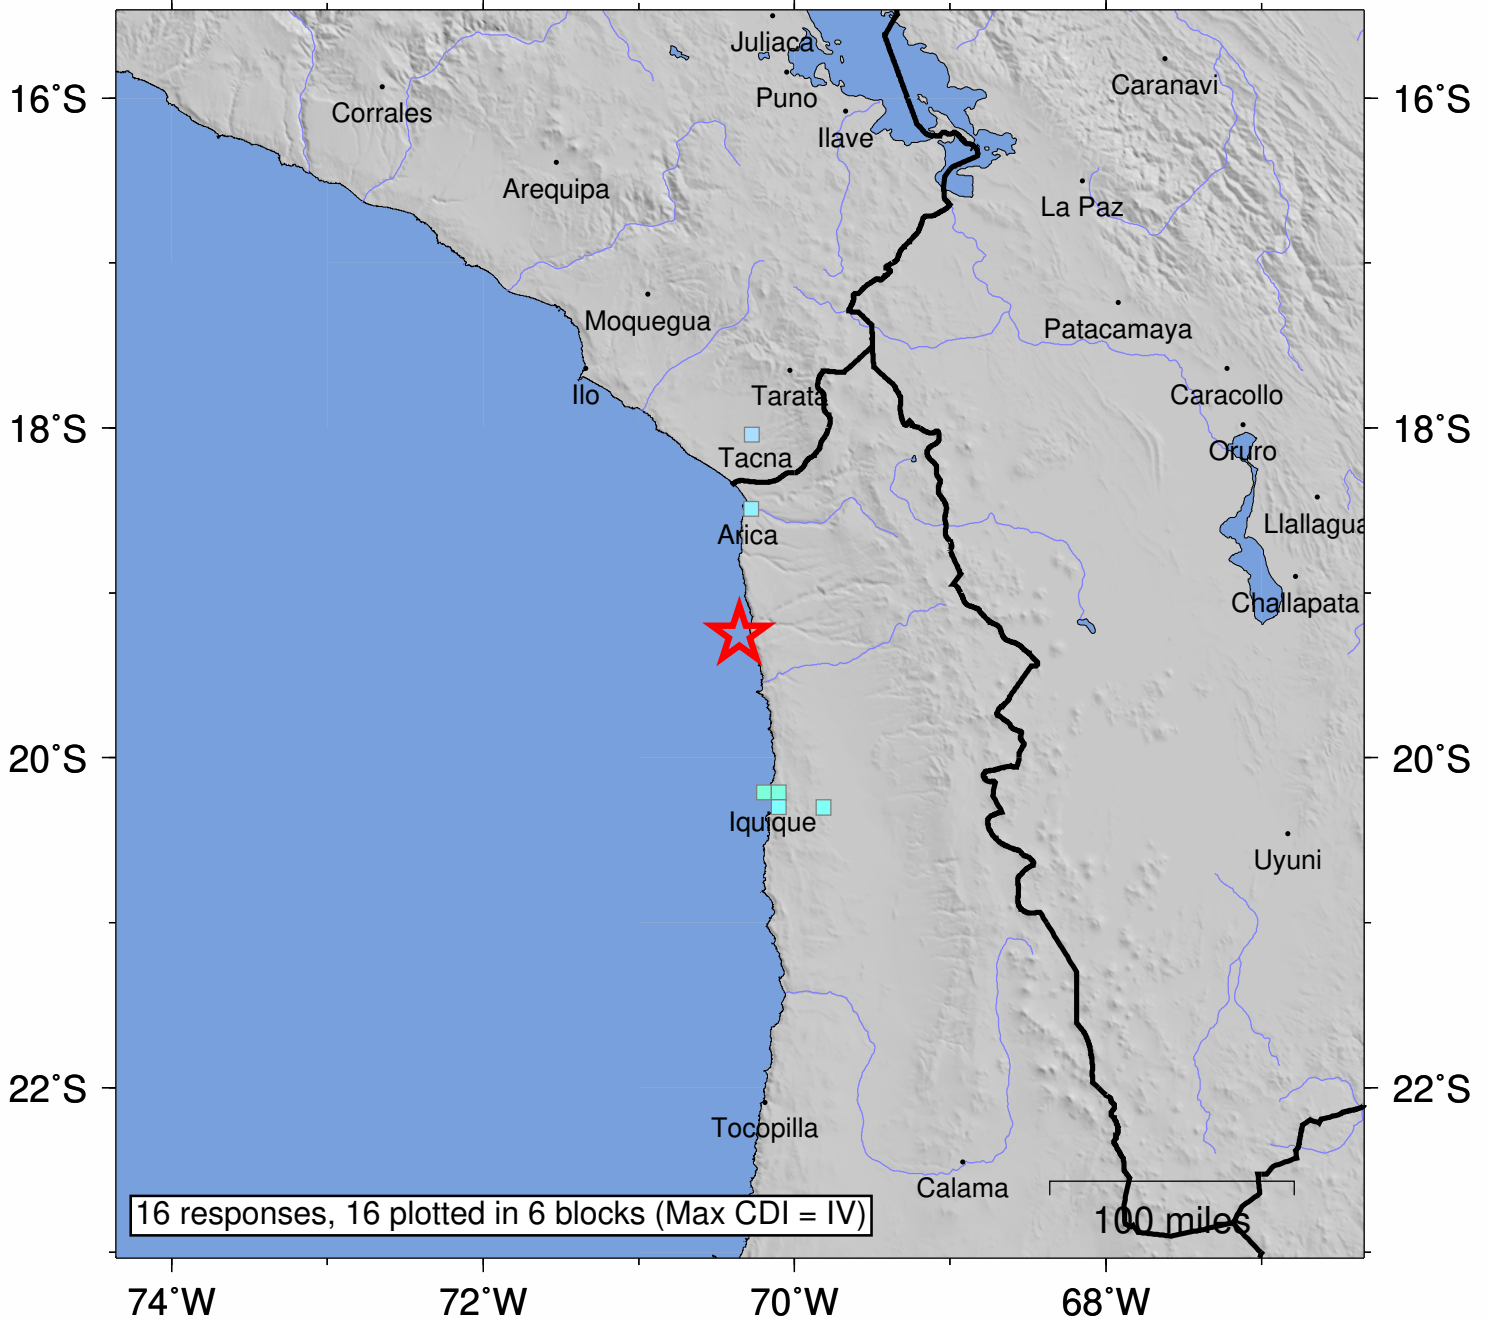 Juliaca
Caranavi
16°S
16°S
Puno
Corrales
Ilave
Arequipa
La Paz
Moquegua
Patacamaya
Ilo
Tarata
Caracollo
18°S
18°S
Oruro
Tacna
Llallagua
Arica
Challapata
20°S
20°S
Iquique
Uyuni
22°S
22°S
Tocopilla
Calama
16 responses, 16 plotted in 6 blocks (Max CDI = IV)
100 miles
74°W 72°W 70°W 68°W